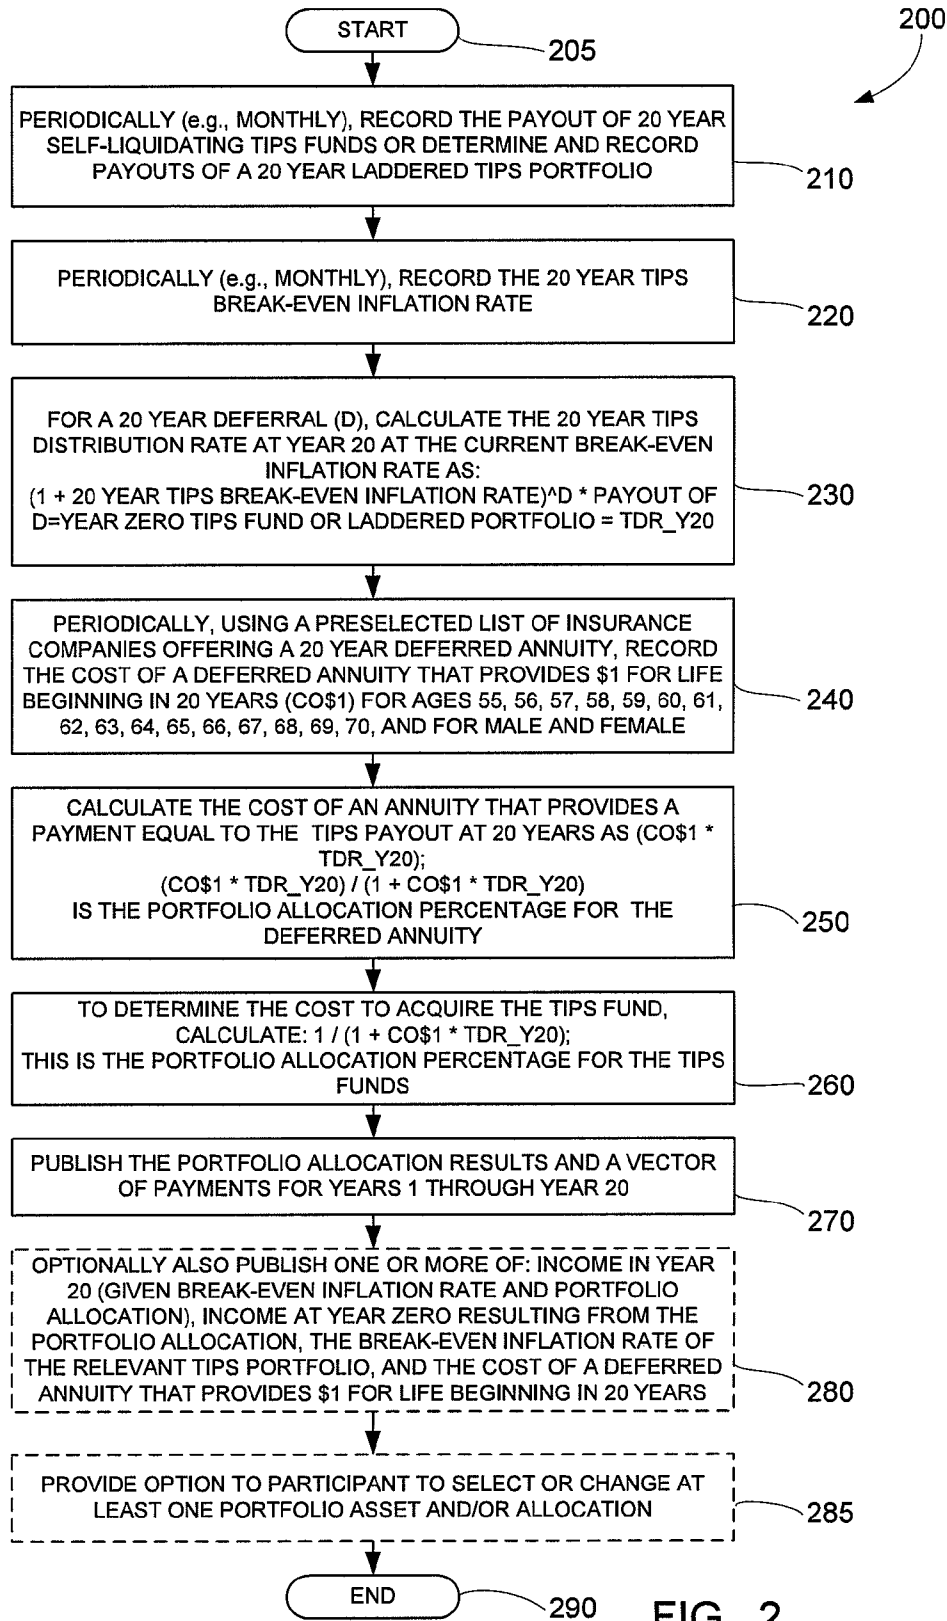 200
START
205
PERIODICALLY (e.g., MONTHLY), RECORD THE PAYOUT OF 20 YEAR
SELF-LIQUIDATING TIPS FUNDS OR DETERMINE AND RECORD
PAYOUTS OF A 20 YEAR LADDERED TIPS PORTFOLIO
210
PERIODICALLY (e.g., MONTHLY), RECORD THE 20 YEAR TIPS
BREAK-EVEN INFLATION RATE
220
FOR A 20 YEAR DEFERRAL (D), CALCULATE THE 20 YEAR TIPS
DISTRIBUTION RATE AT YEAR 20 AT THE CURRENT BREAK-EVEN
INFLATION RATE AS:
(1 + 20 YEAR TIPS BREAK-EVEN INFLATION RATE)^D * PAYOUT OF
D=YEAR ZERO TIPS FUND OR LADDERED PORTFOLIO = TDR_Y20
230
PERIODICALLY, USING A PRESELECTED LIST OF INSURANCE
COMPANIES OFFERING A 20 YEAR DEFERRED ANNUITY, RECORD
THE COST OF A DEFERRED ANNUITY THAT PROVIDES $1 FOR LIFE
BEGINNING IN 20 YEARS (CO$1) FOR AGES 55, 56, 57, 58, 59, 60, 61,
62, 63, 64, 65, 66, 67, 68, 69, 70, AND FOR MALE AND FEMALE
240
CALCULATE THE COST OF AN ANNUITY THAT PROVIDES A
PAYMENT EQUAL TO THE TIPS PAYOUT AT 20 YEARS AS (CO$1 *
TDR_Y20);
(CO$1 * TDR_Y20) / (1 + CO$1 * TDR_Y20)
IS THE PORTFOLIO ALLOCATION PERCENTAGE FOR THE
DEFERRED ANNUITY
250
TO DETERMINE THE COST TO ACQUIRE THE TIPS FUND,
CALCULATE: 1 / (1 + CO$1 * TDR_Y20);
THIS IS THE PORTFOLIO ALLOCATION PERCENTAGE FOR THE TIPS
FUNDS
260
PUBLISH THE PORTFOLIO ALLOCATION RESULTS AND A VECTOR
OF PAYMENTS FOR YEARS 1 THROUGH YEAR 20
270
OPTIONALLY ALSO PUBLISH ONE OR MORE OF: INCOME IN YEAR
20 (GIVEN BREAK-EVEN INFLATION RATE AND PORTFOLIO
ALLOCATION), INCOME AT YEAR ZERO RESULTING FROM THE
PORTFOLIO ALLOCATION, THE BREAK-EVEN INFLATION RATE OF
THE RELEVANT TIPS PORTFOLIO, AND THE COST OF A DEFERRED
ANNUITY THAT PROVIDES $1 FOR LIFE BEGINNING IN 20 YEARS
280
PROVIDE OPTION TO PARTICIPANT TO SELECT OR CHANGE AT
LEAST ONE PORTFOLIO ASSET AND/OR ALLOCATION
285
END
290
FIG. 2